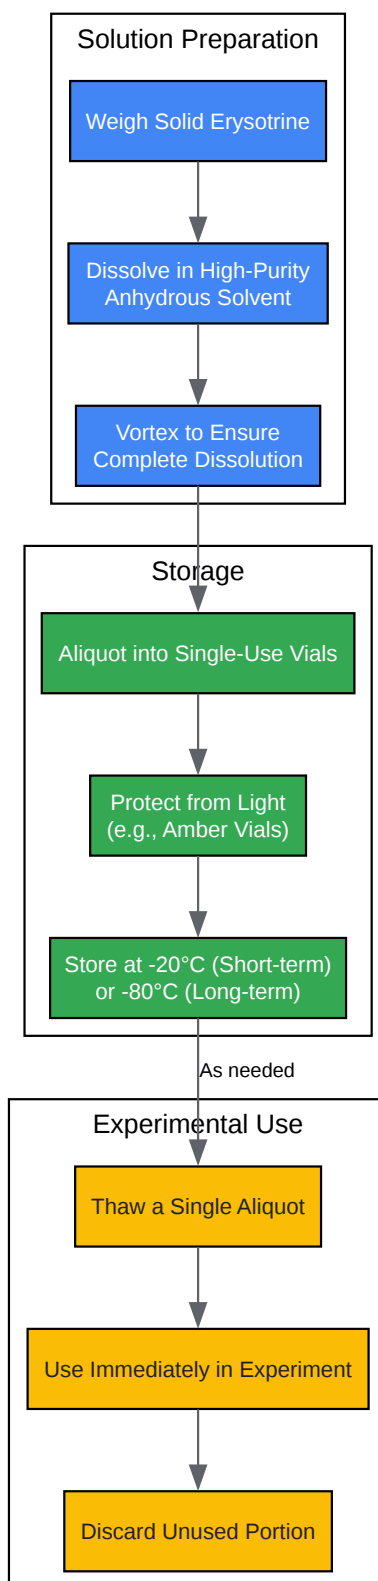 Solution Preparation
Weigh Solid Erysotrine
Dissolve in High-Purity
Anhydrous Solvent
Vortex to Ensure
Complete Dissolution
Storage
Aliquot into Single-Use Vials
Protect from Light
(e.g., Amber Vials)
Store at -20°C (Short-term)
or -80°C (Long-term)
As needed
Experimental Use
Thaw a Single Aliquot
Use Immediately in Experiment
Discard Unused Portion